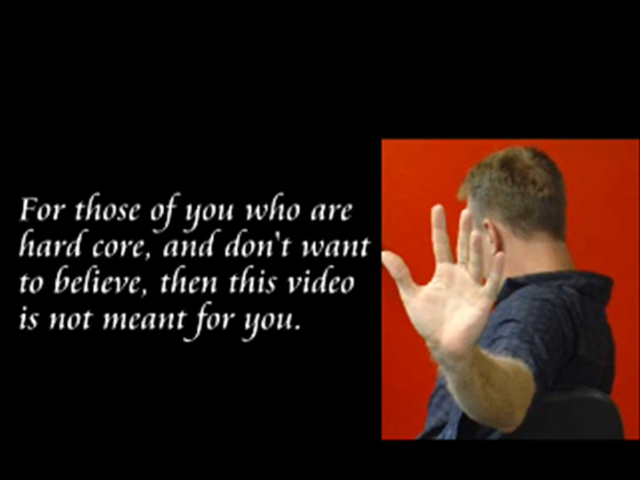 For those of you who are
hard core, and don't want
to believe, then this video
is not meant for you.